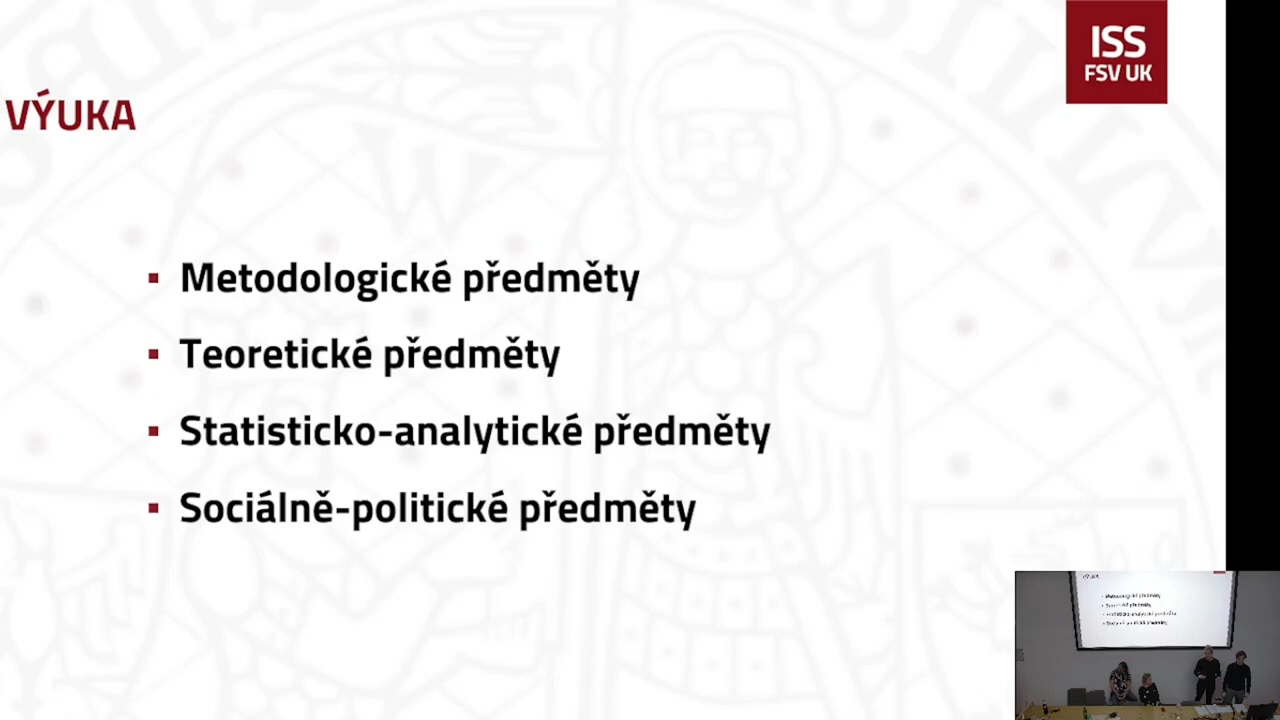 ISS
FSV UK
VÝUKA
Metodologické předměty
Teoretické předměty
Statisticko-analytické předměty
Sociálně-politické předměty